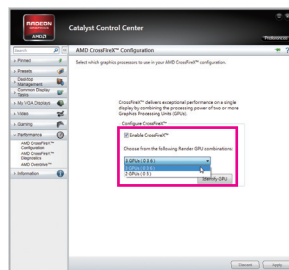 RADEON
GRAPHICS
AMD
Catalyst Control Center
Preferences
Search
AMD CrossFireX™ Configuration
Pinned
Presets
Desktop
Management
Common Display
Tasks
My VGA Displays
Video
Gaming
Performance
AMD CrossFireX™
Configuration
AMD CrossFireX™
Diagnostics
AMD Overdrive™
Information
Select which graphics processors to use in your AMD CrossFireX™ configuration.
CrossFireX™ delivers exceptional performance on a single
display by combining the processing power of two or more
Graphics Processing Units (GPUs).
Configure CrossFireX™
Enable CrossFireX™
Choose from the following Render GPU combinations:
Identify GPU
Discard
Apply